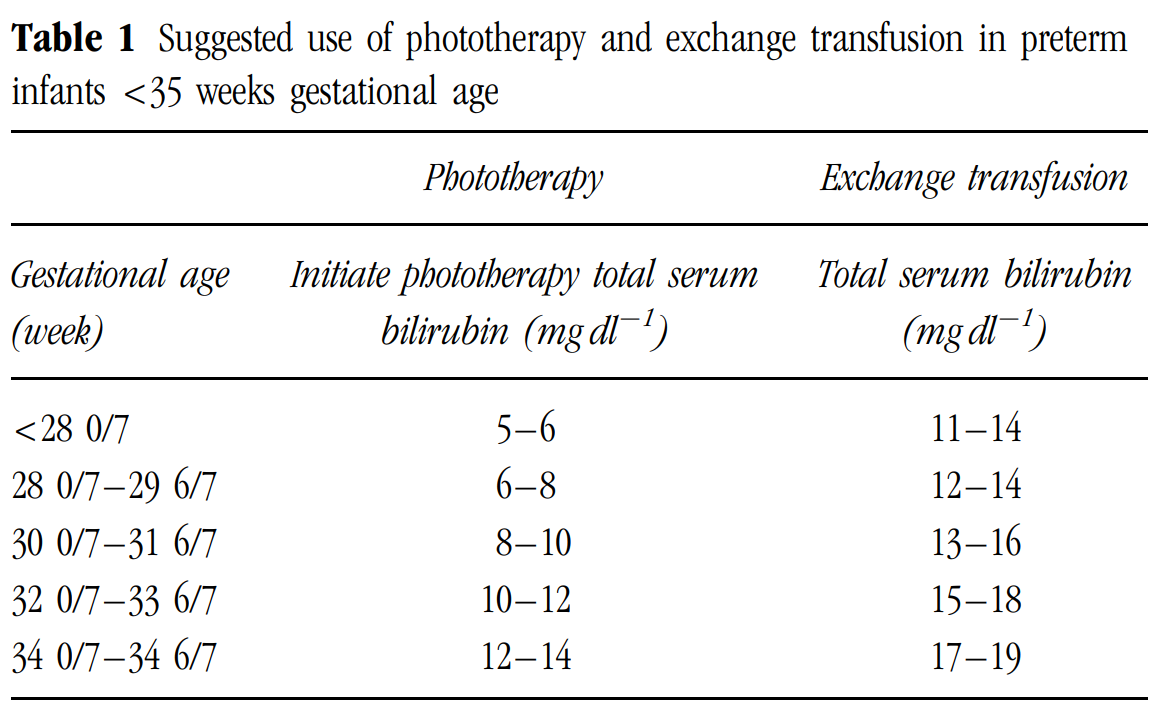 Table 1 Suggested use of phototherapy and exchange transfusion in preterm
infants <35 weeks gestational age
Phototherapy Exchange transfusion
Gestational age Initiate phototherapy total serum Total serum bilirubin
(week) bilirubin (mg dl−1) (mg dl−1)
<28 0/7 5–6 11–14
28 0/7–29 6/7 6–8 12–14
30 0/7–31 6/7 8–10 13–16
32 0/7–33 6/7 10–12 15–18
34 0/7–34 6/7 12–14 17–19